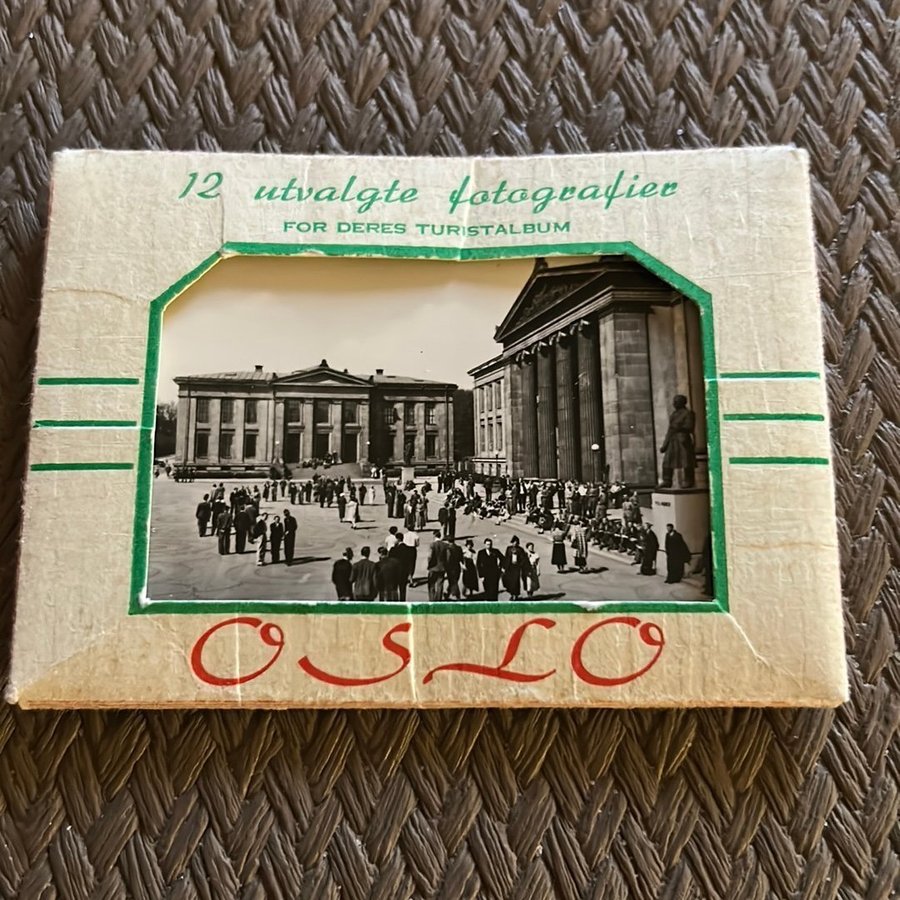 12 utvalgte fotografier
FOR DERES TURISTALBUM
OSLO